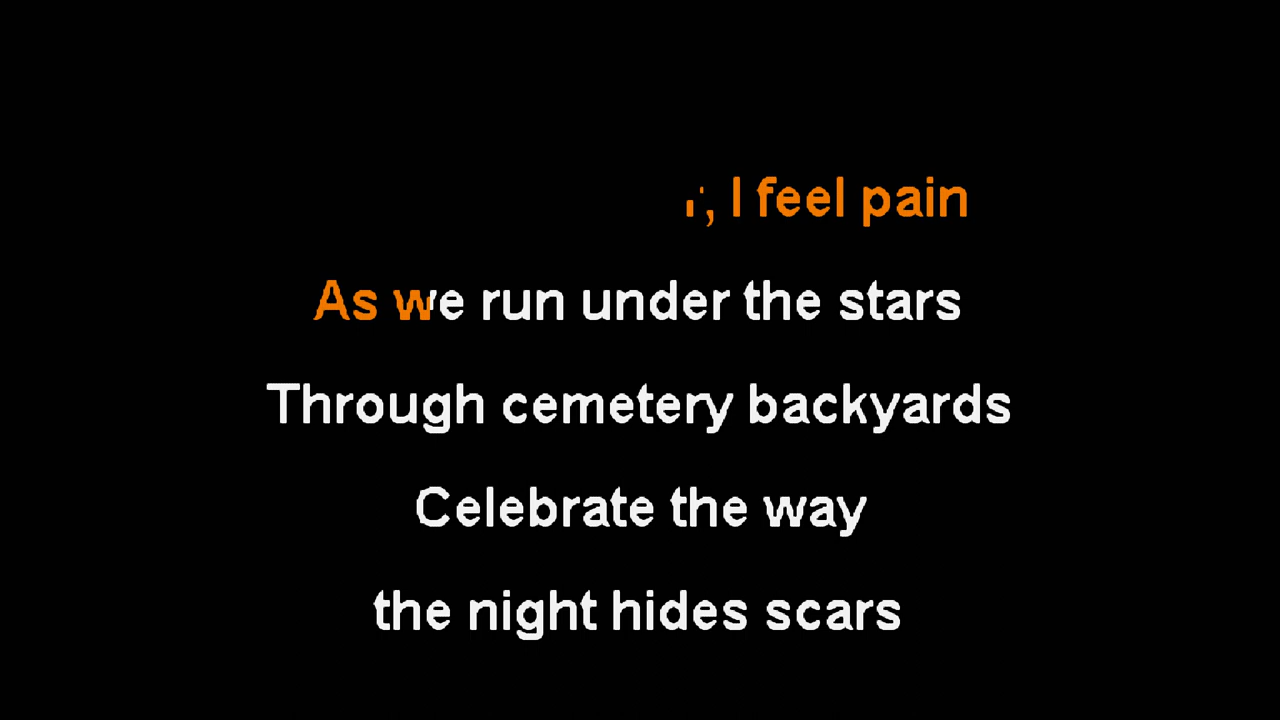 , I feel pain
As we run under the stars
Through cemetery backyards
Celebrate the way
the night hides scars